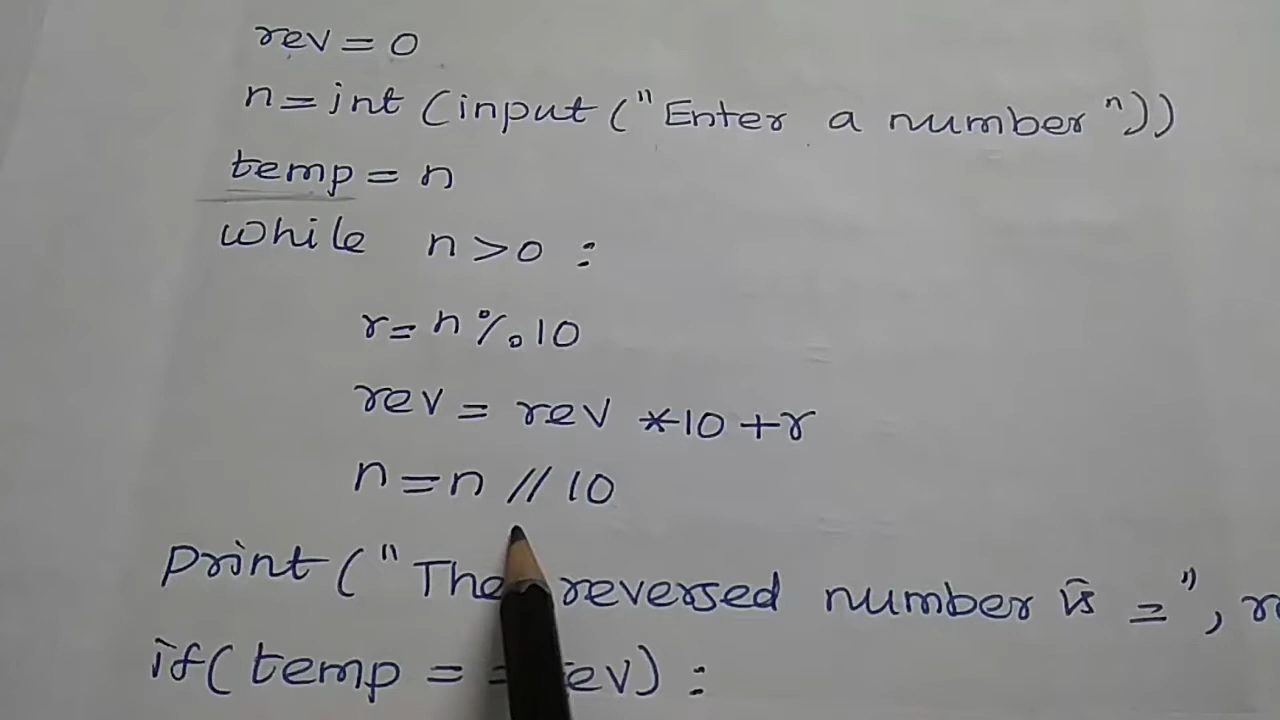 rev = 0
n = int (input ("Enter a number"))
temp = n
while n > 0 :
r = n % 10
rev = rev * 10 + r
n = n // 10
Print (" The reversed number is = ",
if (temp = =